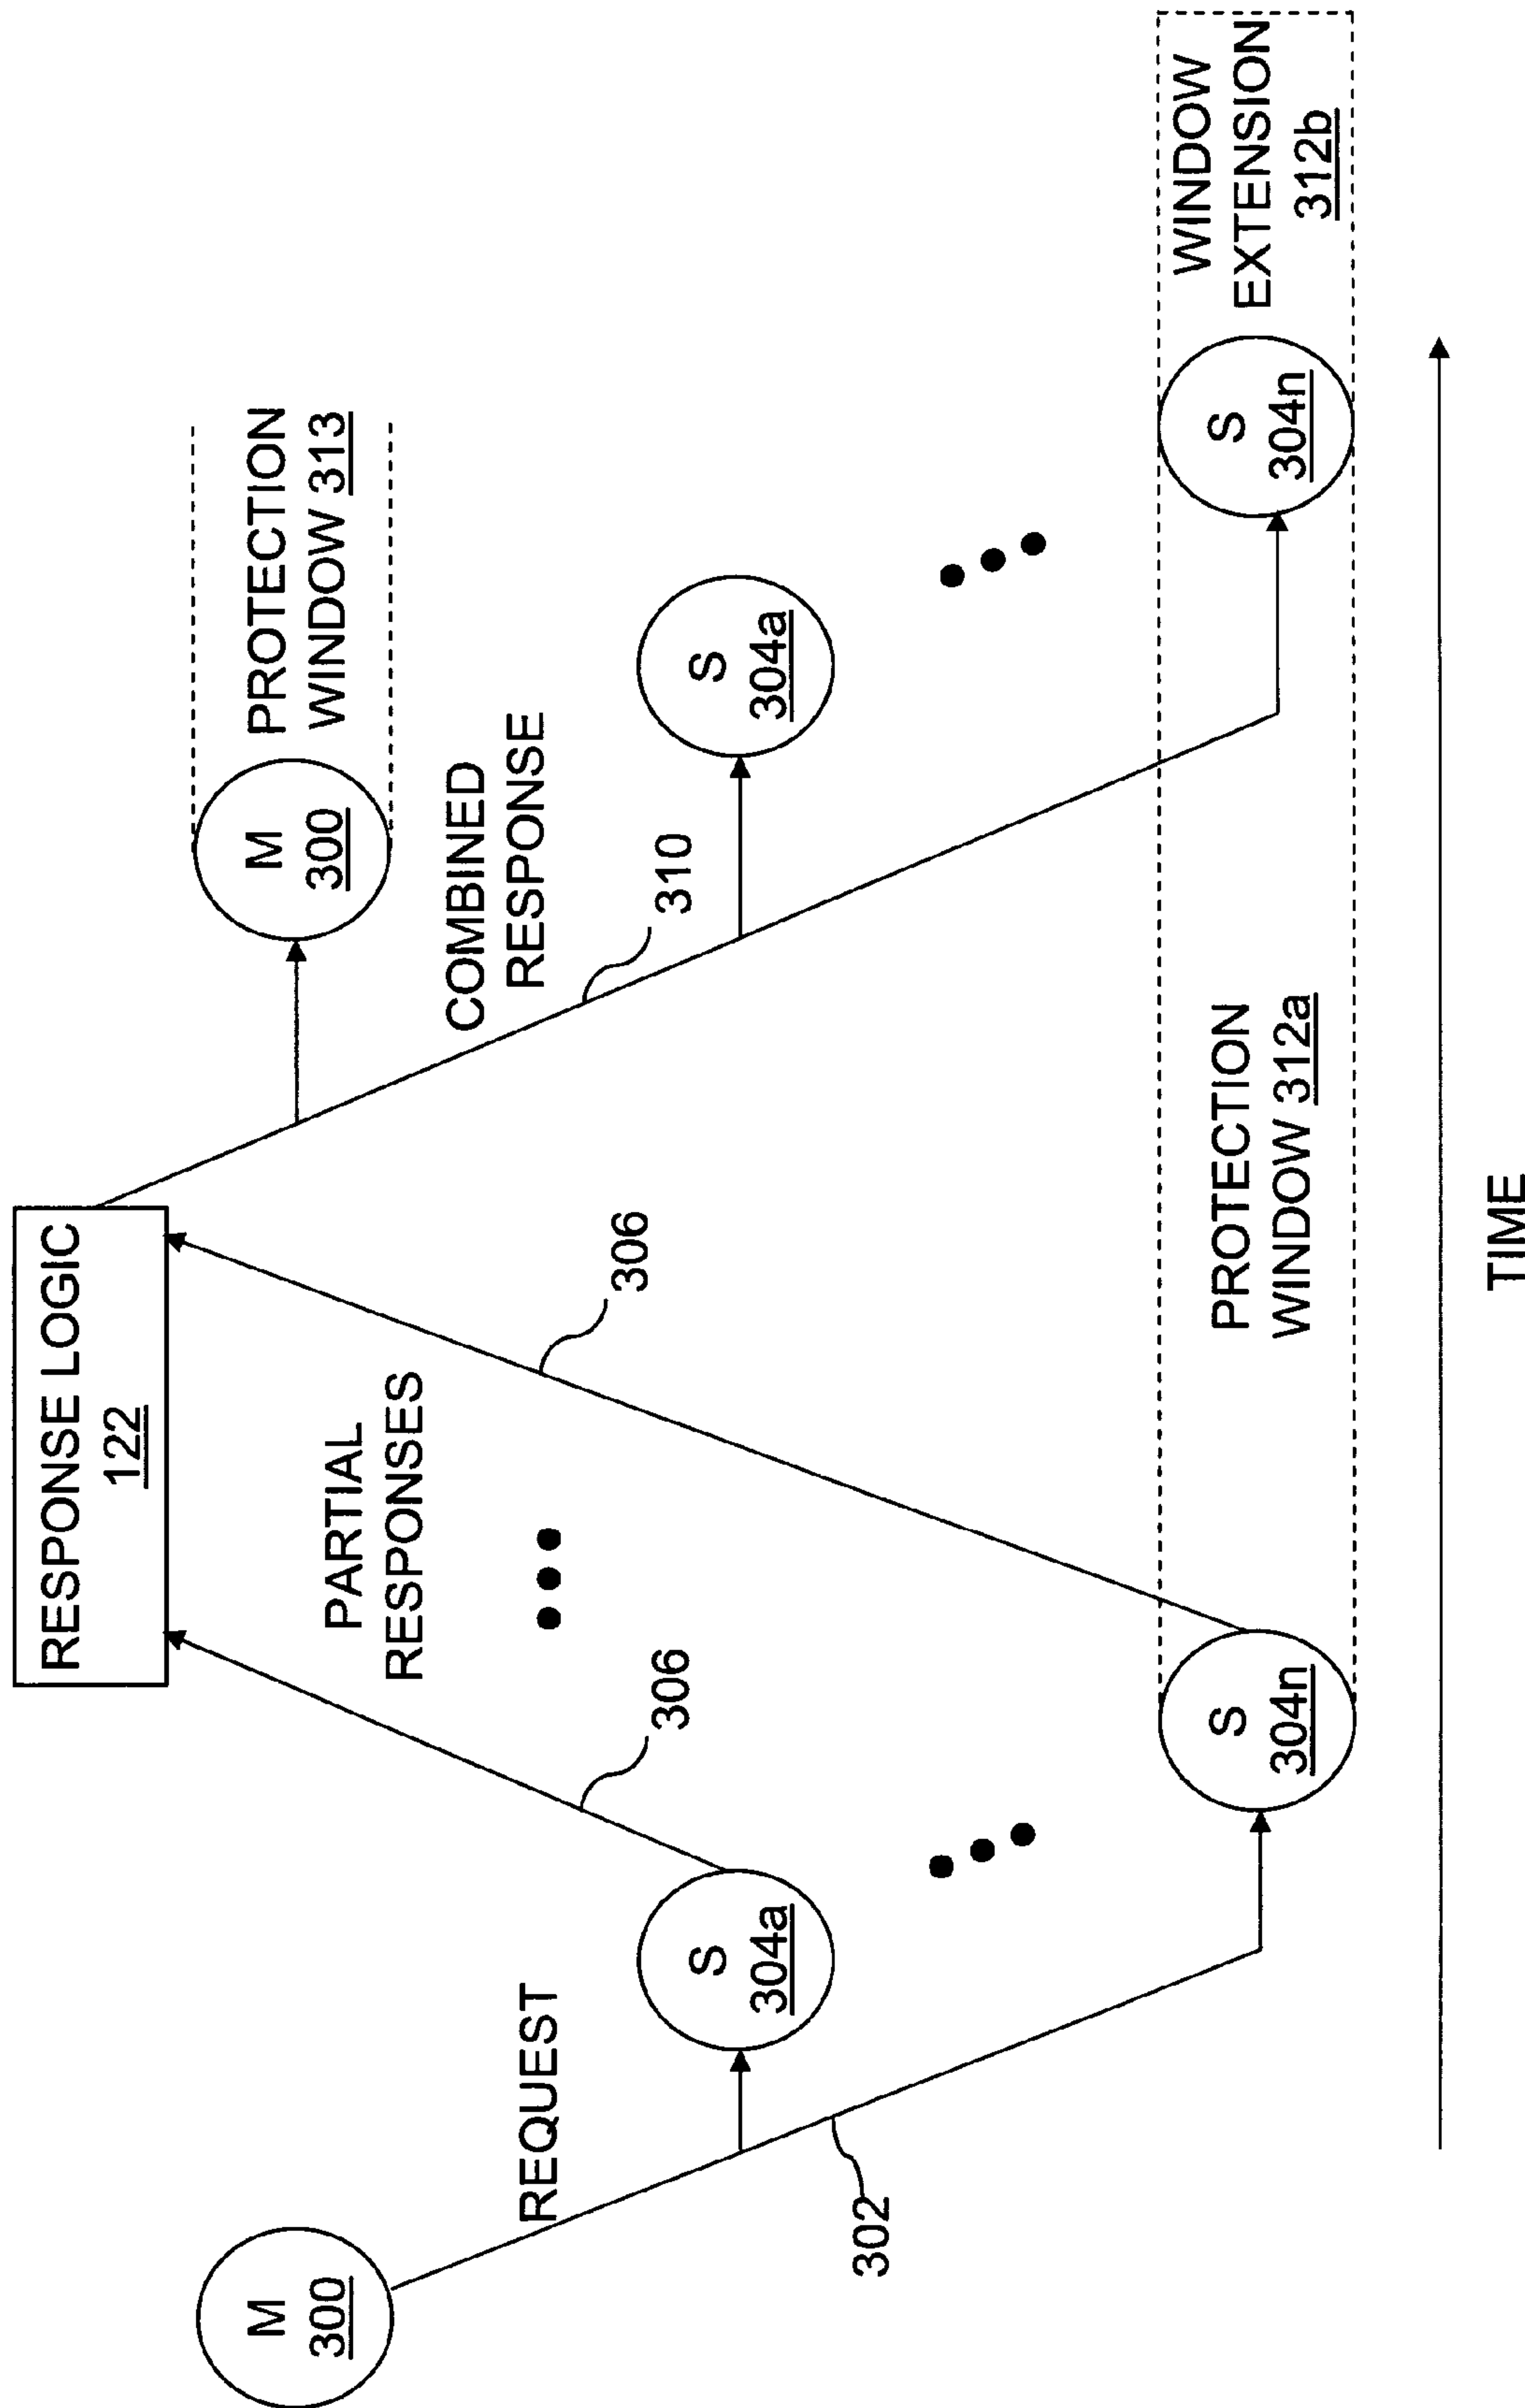 RESPONSE LOGIC
122
M
300
REQUEST
302
S
304a
306
PARTIAL
RESPONSES
306
S
304n
COMBINED
RESPONSE
310
M
300
PROTECTION
WINDOW 313
S
304a
S
304n
PROTECTION
WINDOW 312a
WINDOW
EXTENSION
312b
TIME